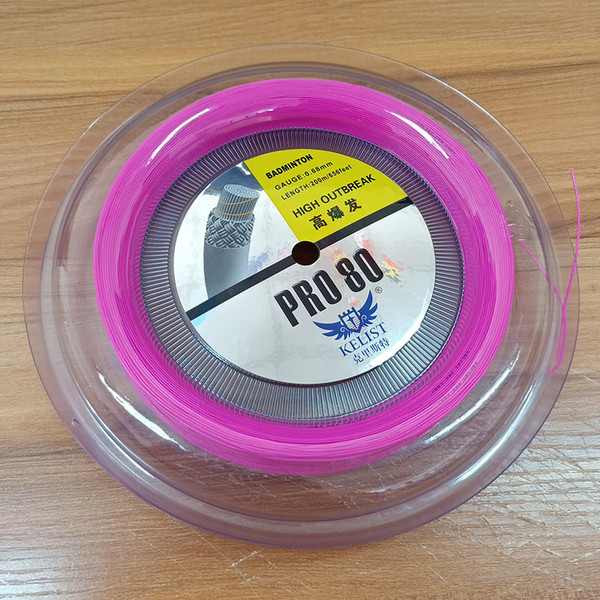 BADMINTON
GAUGE:0.68mm
LENGTH:200m/656feet
HIGH OUTBREAK
高爆发
PRO 80
®
KELIST
克里斯特